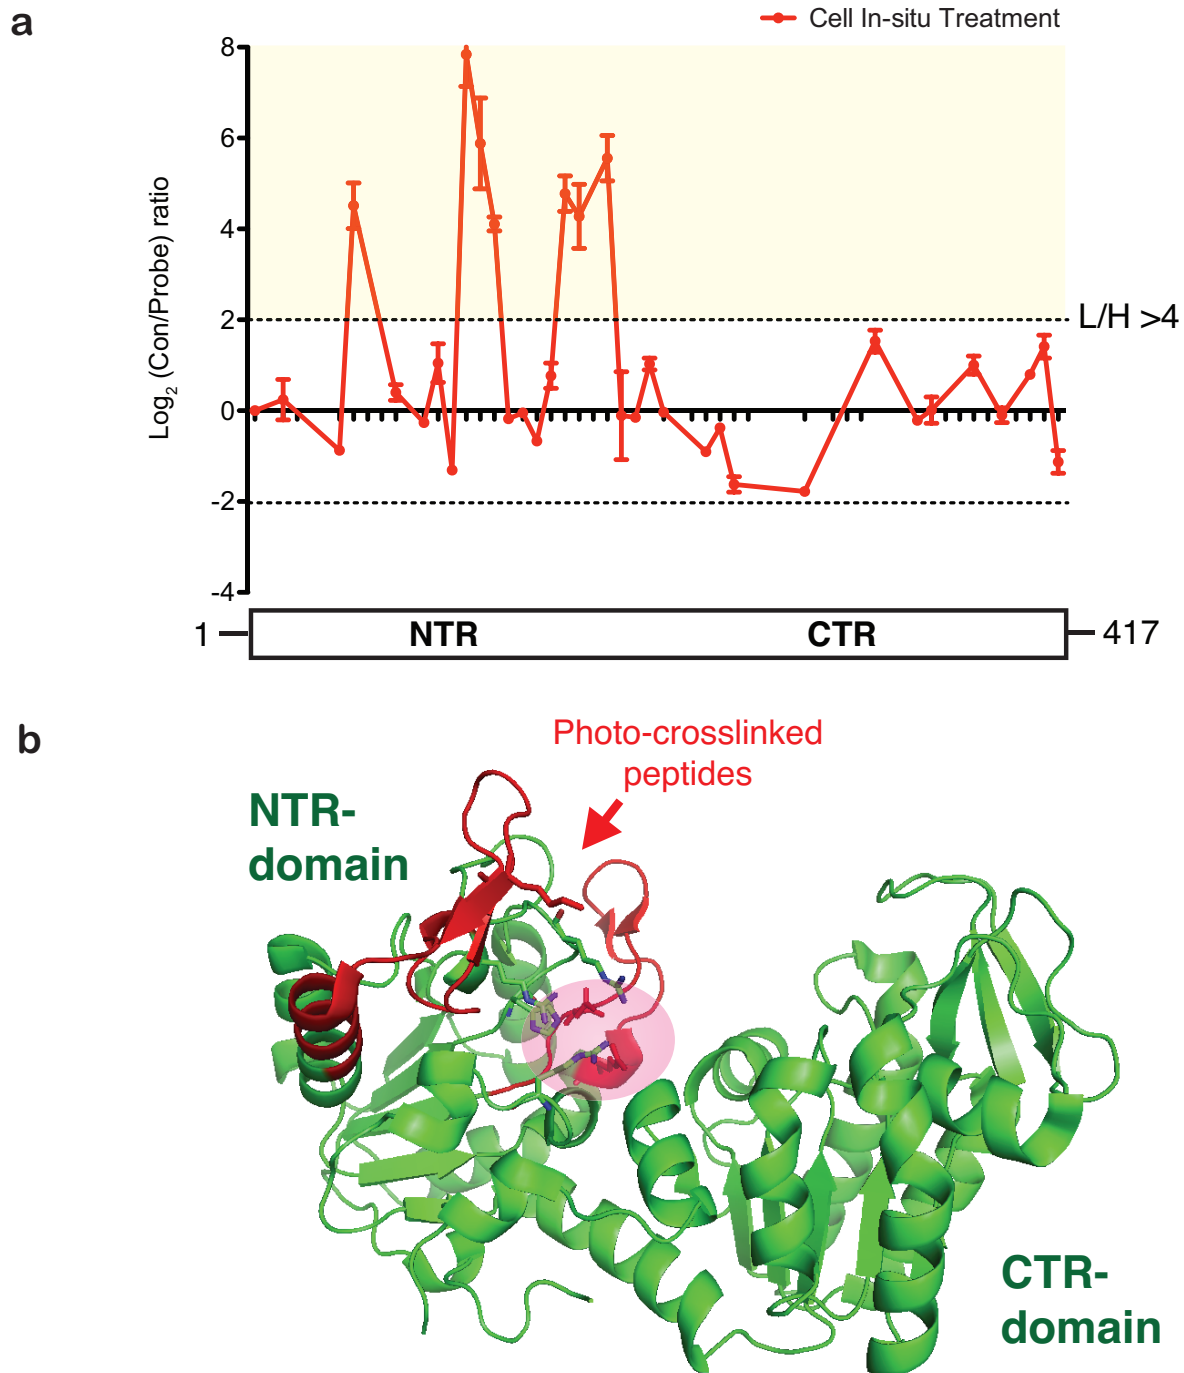 a
Cell In-situ Treatment
8
6
4
2
0
-2
-4
Log2 (Con/Probe) ratio
L/H >4
1
NTR
CTR
417
b
Photo-crosslinked
peptides
NTR-
domain
CTR-
domain